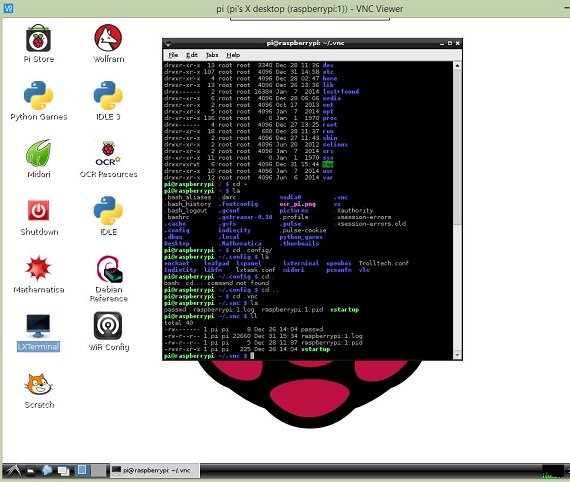 pi (pi's X desktop (raspberrypi:1)) - VNC Viewer
Pi Store
Wolfram
Python Games
IDLE 3
Midori
OCR
OCR Resources
Shutdown
IDLE
Mathematica
Debian Reference
LXTerminal
WiFi Config
Scratch
pi@raspberrypi: ~/.vnc
File Edit Tabs Help
drwxr-xr-x 13 root root 3340 Dec 28 11:36 dev
drwxr-xr-x 107 root root 4096 Dec 31 14:58 etc
drwxr-xr-x 4 root root 4096 Dec 28 02:47 home
drwxr-xr-x 13 root root 4096 Dec 26 13:36 lib
drwx------ 2 root root 16384 Jan 7 2014 lost+found
drwxr-xr-x 6 root root 4096 Dec 28 06:06 media
drwxr-xr-x 2 root root 4096 Oct 17 2013 mnt
drwxr-xr-x 5 root root 4096 Jan 7 2014 opt
dr-xr-xr-x 136 root root 0 Jan 1 1970 proc
drwx------ 4 root root 4096 Dec 27 13:25 root
drwxr-xr-x 18 root root 680 Dec 28 11:37 run
drwxr-xr-x 2 root root 4096 Dec 27 11:43 sbin
drwxr-xr-x 2 root root 4096 Jun 20 2012 selinux
drwxr-xr-x 2 root root 4096 Jan 7 2014 srv
dr-xr-xr-x 11 root root 0 Jan 1 1970 sys
drwxrwxrwt 6 root root 4096 Dec 31 15:44 tmp
drwxr-xr-x 10 root root 4096 Jan 7 2014 usr
drwxr-xr-x 12 root root 4096 Jun 6 2014 var
pi@raspberrypi / $ cd ~
pi@raspberrypi ~ $ la
.bash_aliases .dmrc media0 .vnc
.bash_history .fontconfig ocr_pi.png
.bash_logout .gconf pictures .Xauthority
.bashrc .gstreamer-0.10 .profile .xsession-errors
.cache .gvfs .pulse .xsession-errors.old
.config indiecity .pulse-cookie
.dbus .local python_games
Desktop .Mathematica .thumbnails
pi@raspberrypi ~ $ cd .config/
pi@raspberrypi ~/.config $ la
enchant leafpad lxpanel lxterminal openbox Trolltech.conf
Indiecity libfm lxtask.conf midori pcmanfm vlc
pi@raspberrypi ~/.config $ cd..
bash: cd..: command not found
pi@raspberrypi ~/.config $ cd ..
pi@raspberrypi ~ $ cd .vnc
pi@raspberrypi ~/.vnc $ ls
passwd raspberrypi:1.log raspberrypi:1.pid xstartup
pi@raspberrypi ~/.vnc $ ll
total 40
-rw------- 1 pi pi 8 Dec 26 14:04 passwd
-rw-r--r-- 1 pi pi 22660 Dec 31 15:34 raspberrypi:1.log
-rw-r--r-- 1 pi pi 5 Dec 28 11:37 raspberrypi:1.pid
-rwxr-xr-x 1 pi pi 225 Dec 26 14:04 xstartup
pi@raspberrypi ~/.vnc $
pi@raspberrypi: ~/.vnc